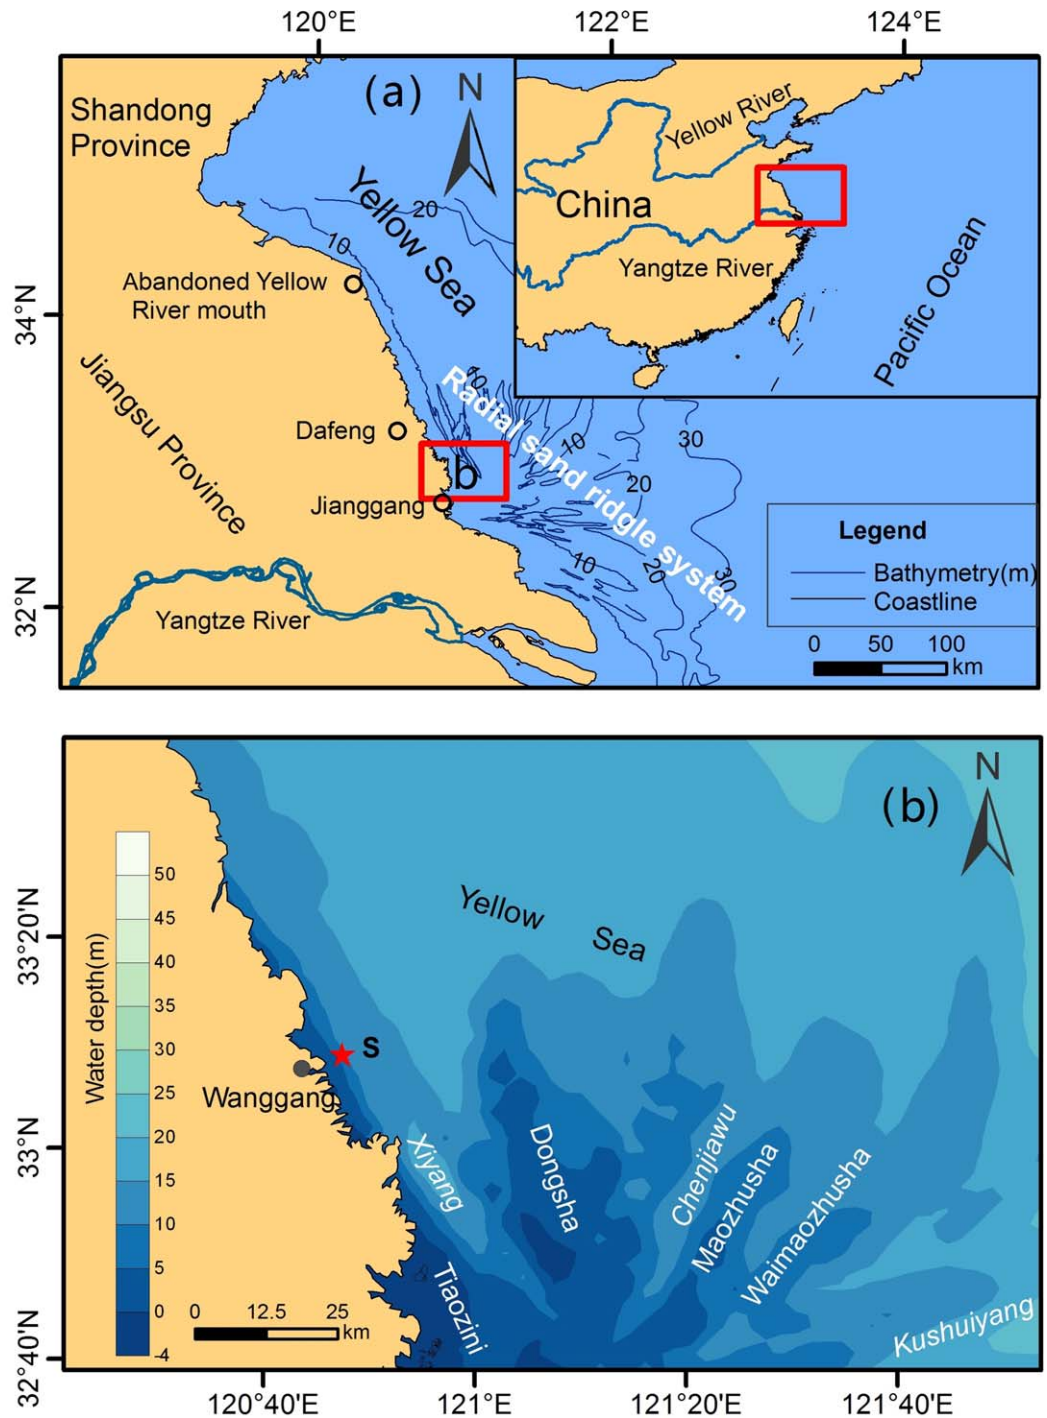 120°E
122°E
124°E
(a)
N
Shandong
Province
Yellow River
China
Yangtze River
Pacific Ocean
Yellow Sea
20
10
Abandoned Yellow
River mouth
34°N
Jiangsu Province
10
Radial sand ridgle system
10
30
20
Dafeng
b
Jianggang
10
20
30
Legend
Bathymetry(m)
Coastline
32°N
Yangtze River
0
50
100
km
(b)
N
Water depth(m)
50
45
40
35
30
25
20
15
10
5
0
-4
Yellow Sea
33°20'N
S
Wanggang
33°N
Xiyang
Dongsha
Chenjiawu
Maozhusha
Waimaozhusha
Tiaozini
Kushuiyang
0
12.5
25
km
32°40'N
120°40'E
121°E
121°20'E
121°40'E